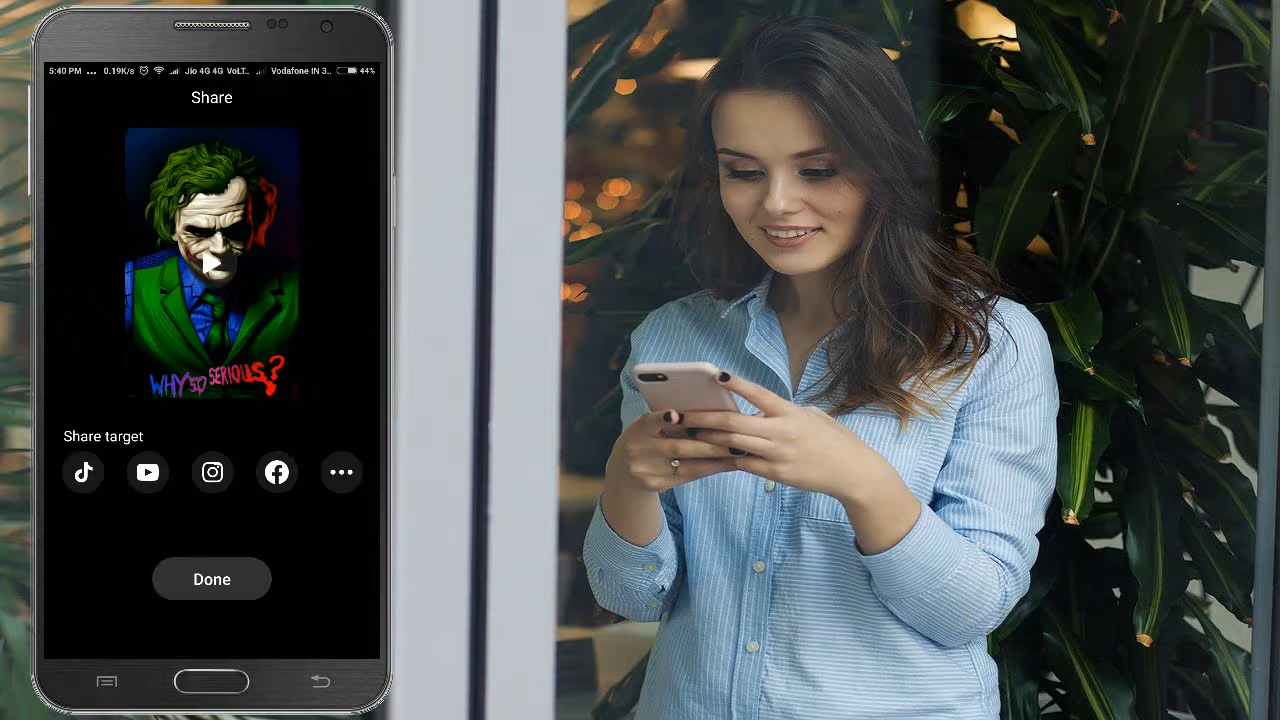 5:40 PM ... 0.19K/s Jio 4G 4G VoLT... Vodafone IN 3... 44%
Share
WHY SO SERIOUS?
Share target
Done